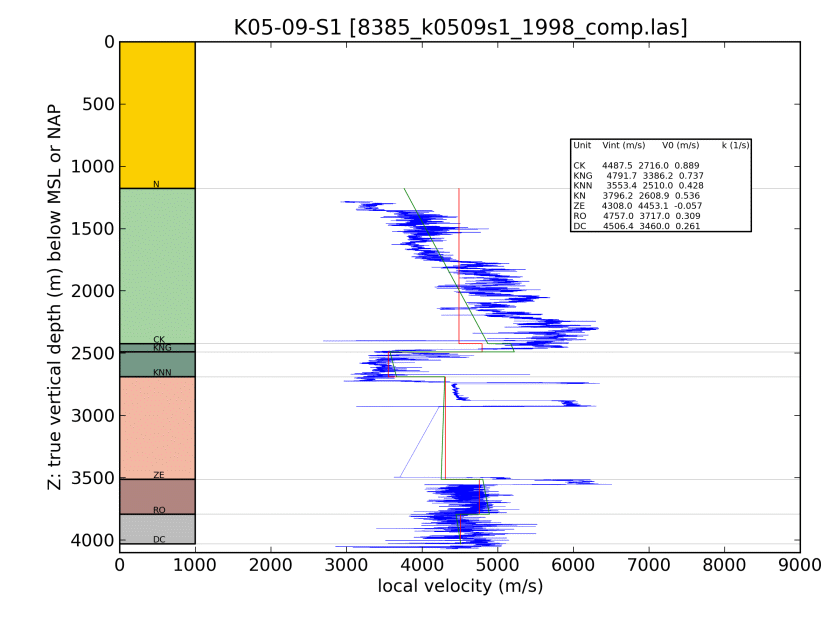 K05-09-S1 [8385_k0509s1_1998_comp.las]
0
500
1000
1500
2000
2500
3000
3500
4000
Z: true vertical depth (m) below MSL or NAP
N
CK
KNG
KNN
ZE
RO
DC
Unit Vint (m/s) V0 (m/s) k (1/s)
CK 4487.5 2716.0 0.889
KNG 4791.7 3386.2 0.737
KNN 3553.4 2510.0 0.428
KN 3796.2 2608.9 0.536
ZE 4308.0 4453.1 -0.057
RO 4757.0 3717.0 0.309
DC 4506.4 3460.0 0.261
0 1000 2000 3000 4000 5000 6000 7000 8000 9000
local velocity (m/s)